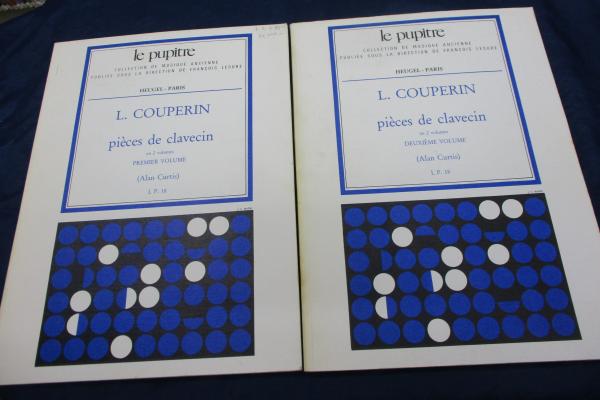 le pupitre
COLLECTION DE MUSIQUE ANCIENNE
PUBLIÉE SOUS LA DIRECTION DE FRANÇOIS LESURE
HEUGEL - PARIS
L. COUPERIN
pièces de clavecin
en 2 volumes
PREMIER VOLUME
(Alan Curtis)
L. P. 18
le pupitre
COLLECTION DE MUSIQUE ANCIENNE
PUBLIÉE SOUS LA DIRECTION DE FRANÇOIS LESURE
HEUGEL - PARIS
L. COUPERIN
pièces de clavecin
en 2 volumes
DEUXIÈME VOLUME
(Alan Curtis)
L. P. 18